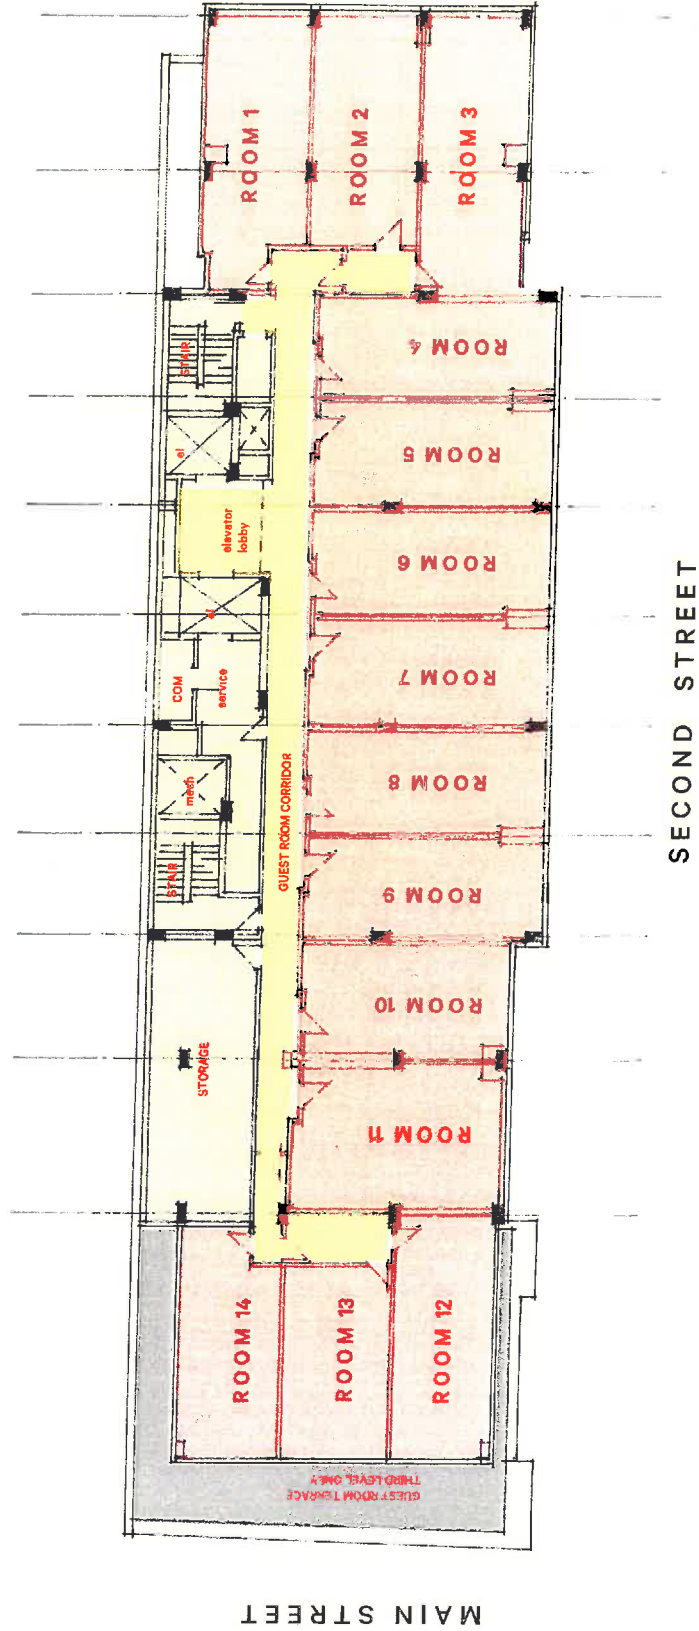 ROOM 1
ROOM 2
ROOM 3
STAIR
ROOM 4
el
ROOM 5
elevator
lobby
ROOM 6
el
COM
service
ROOM 7
mech
GUEST ROOM CORRIDOR
ROOM 8
STAIR
ROOM 9
STORAGE
ROOM 10
ROOM 11
ROOM 14
ROOM 13
ROOM 12
GUEST ROOM TERRACE
THIRD LEVEL ONLY
SECOND STREET
MAIN STREET